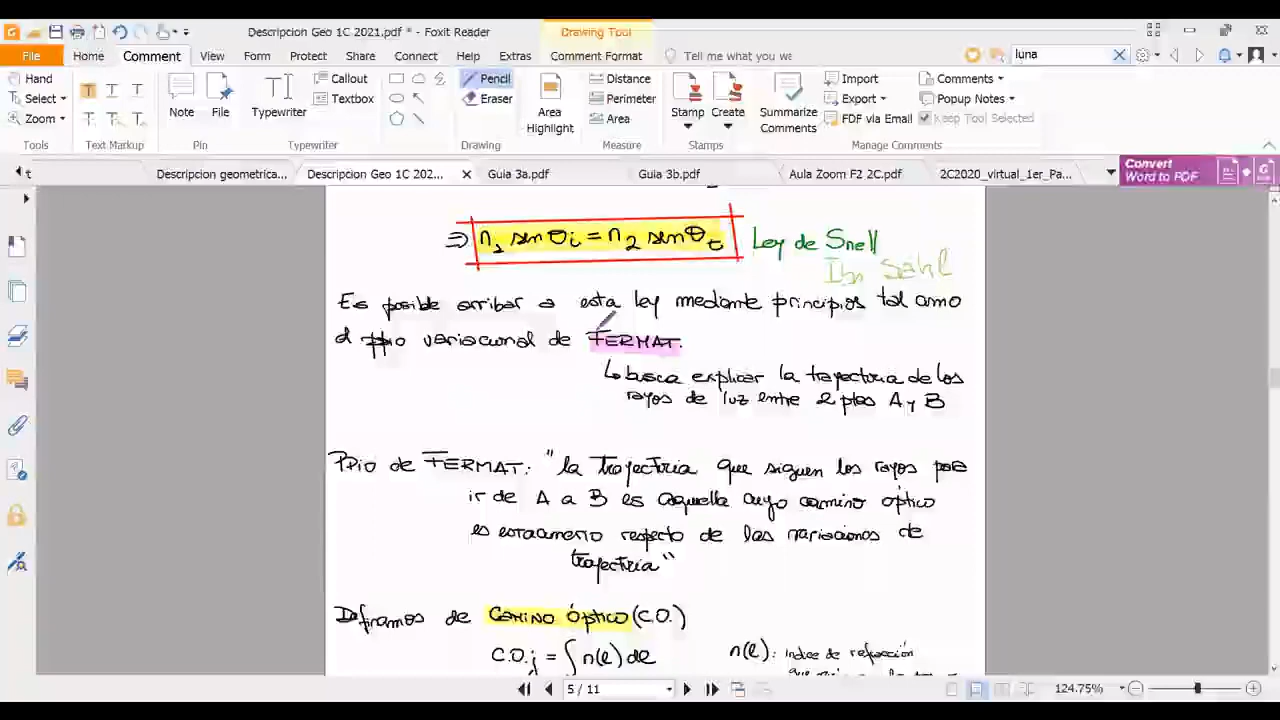 Descripcion Geo 1C 2021.pdf * - Foxit Reader
Drawing Tool
File Home Comment View Form Protect Share Connect Help Extras Comment Format Tell me what you wa luna
Hand
Select
Zoom
Tools
Text Markup
Note File
Pin
Typewriter
Callout
Textbox
Typewriter
Pencil
Eraser
Drawing
Area Highlight
Distance
Perimeter
Area
Measure
Stamp Create
Stamps
Summarize Comments
Import
Export
FDF via Email
Comments
Popup Notes
Keep Tool Selected
Manage Comments
t Descripcion geometrica... Descripcion Geo 1C 202... Guia 3a.pdf Guia 3b.pdf Aula Zoom F2 2C.pdf 2C2020_virtual_1er_Pa...
Convert Word to PDF
⇒ n₁ sen θi = n₂ sen θt Ley de Snell
Ibn Sahl
Es posible arribar a esta ley mediante principios tal como
el ppio variacional de FERMAT.
↳ busca explicar la trayectoria de los
rayos de luz entre 2 ptos A y B
Ppio de FERMAT: "la trayectoria que siguen los rayos para
ir de A a B es aquella cuyo camino óptico
es estacionario respecto de las variaciones de
trayectoria"
Definamos de Camino óptico (C.O.)
C.O.j = ∫ n(l) dl n(l): índice de refracción
5 / 11 124.75%